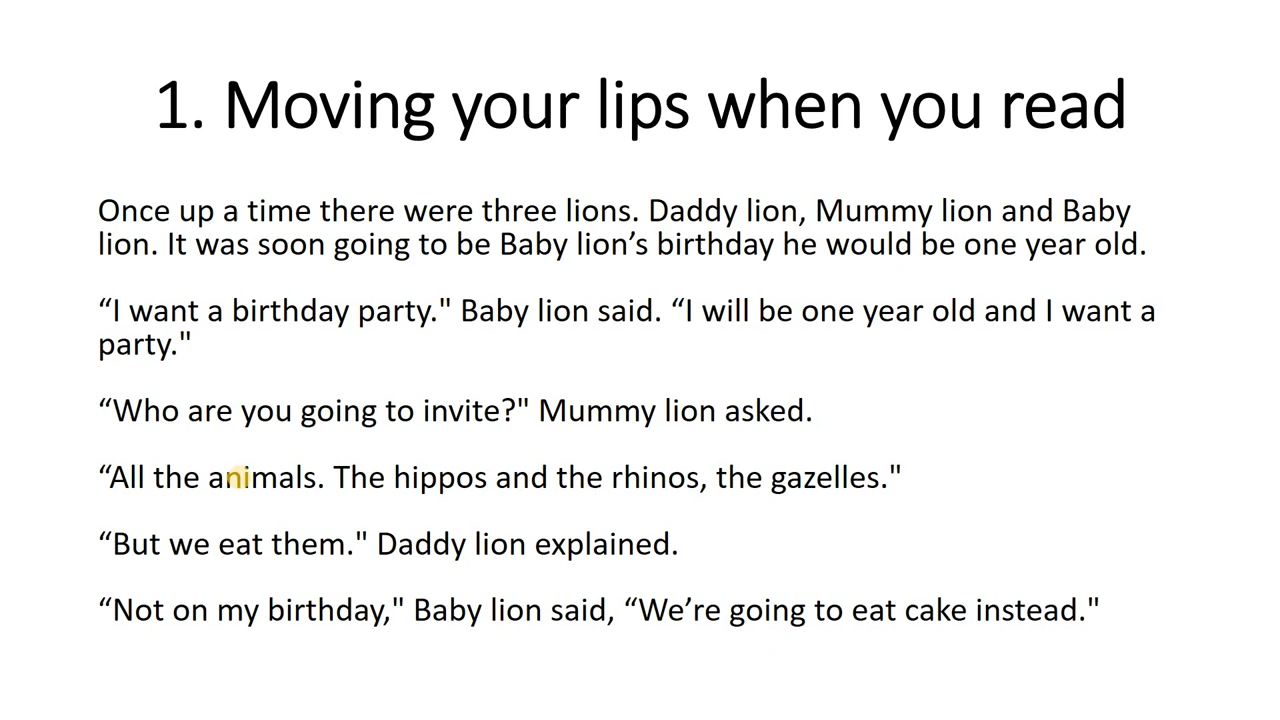 1. Moving your lips when you read
Once up a time there were three lions. Daddy lion, Mummy lion and Baby
lion. It was soon going to be Baby lion’s birthday he would be one year old.
“I want a birthday party." Baby lion said. “I will be one year old and I want a
party."
“Who are you going to invite?" Mummy lion asked.
“All the animals. The hippos and the rhinos, the gazelles."
“But we eat them." Daddy lion explained.
“Not on my birthday," Baby lion said, “We’re going to eat cake instead."